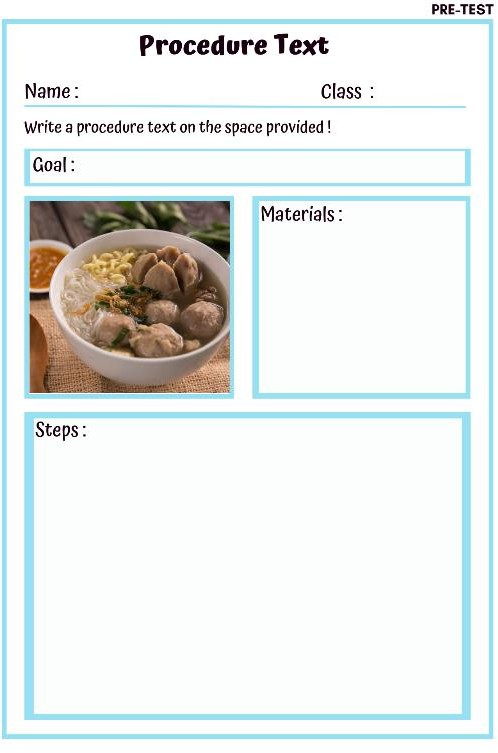 PRE-TEST
Procedure Text
Name :
Class :
Write a procedure text on the space provided !
Goal :
Materials :
Steps :